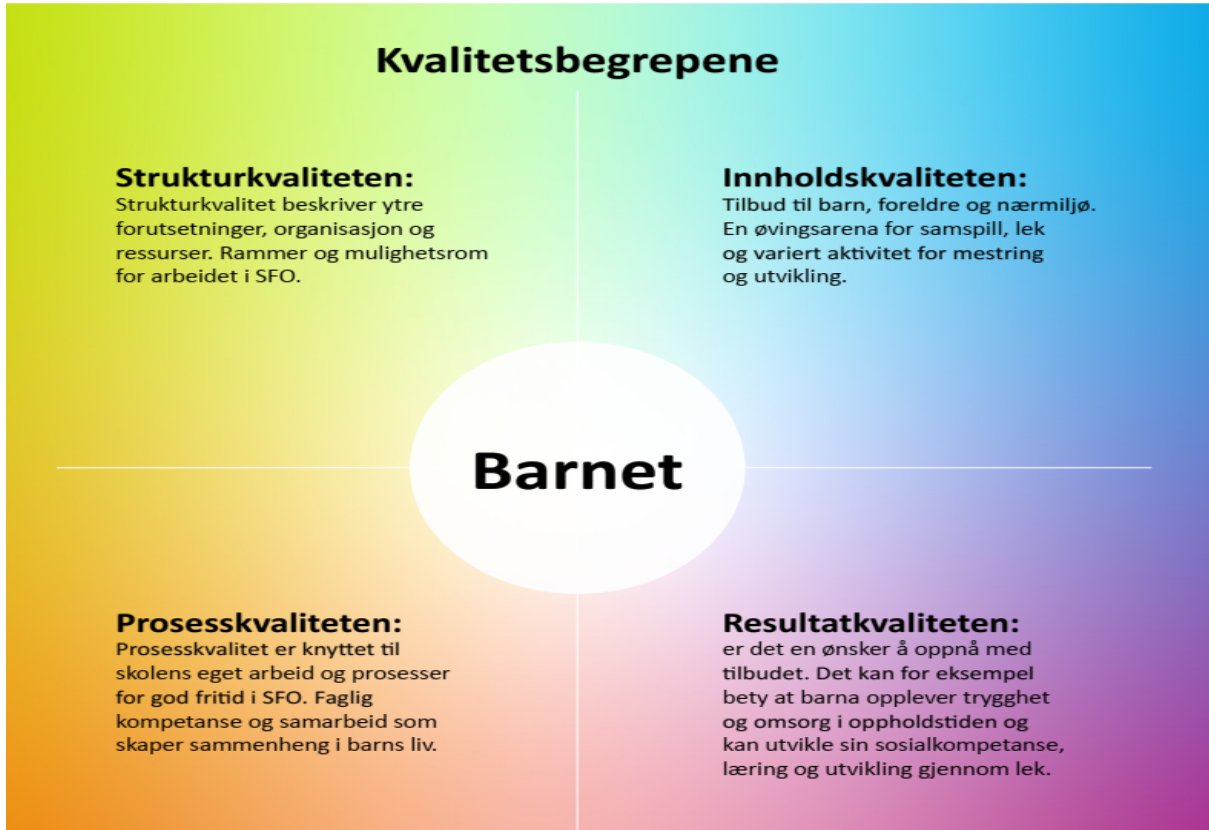 Kvalitetsbegrepene
Strukturkvaliteten:
Strukturkvalitet beskriver ytre
forutsetninger, organisasjon og
ressurser. Rammer og mulighetsrom
for arbeidet i SFO.
Innholdskvaliteten:
Tilbud til barn, foreldre og nærmiljø.
En øvingsarena for samspill, lek
og variert aktivitet for mestring
og utvikling.
Barnet
Prosesskvaliteten:
Prosesskvalitet er knyttet til
skolens eget arbeid og prosesser
for god fritid i SFO. Faglig
kompetanse og samarbeid som
skaper sammenheng i barns liv.
Resultatkvaliteten:
er det en ønsker å oppnå med
tilbudet. Det kan for eksempel
bety at barna opplever trygghet
og omsorg i oppholdstiden og
kan utvikle sin sosialkompetanse,
læring og utvikling gjennom lek.